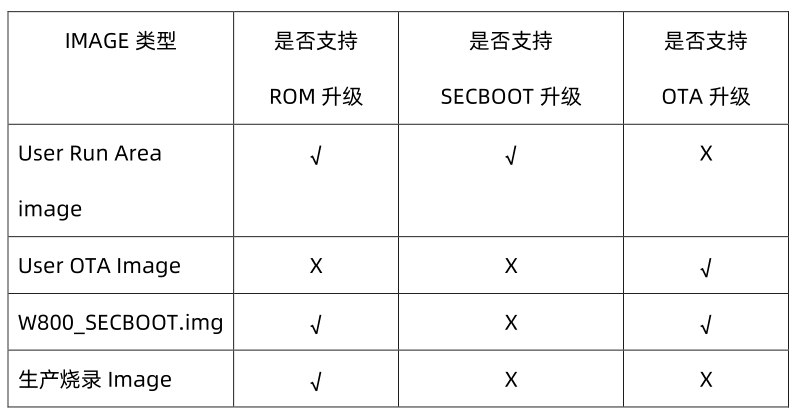 IMAGE 类型 是否支持 是否支持 是否支持
ROM 升级 SECBOOT 升级 OTA 升级
User Run Area √ √ X
image
User OTA Image X X √
W800_SECBOOT.img √ X √
生产烧录 Image √ X X